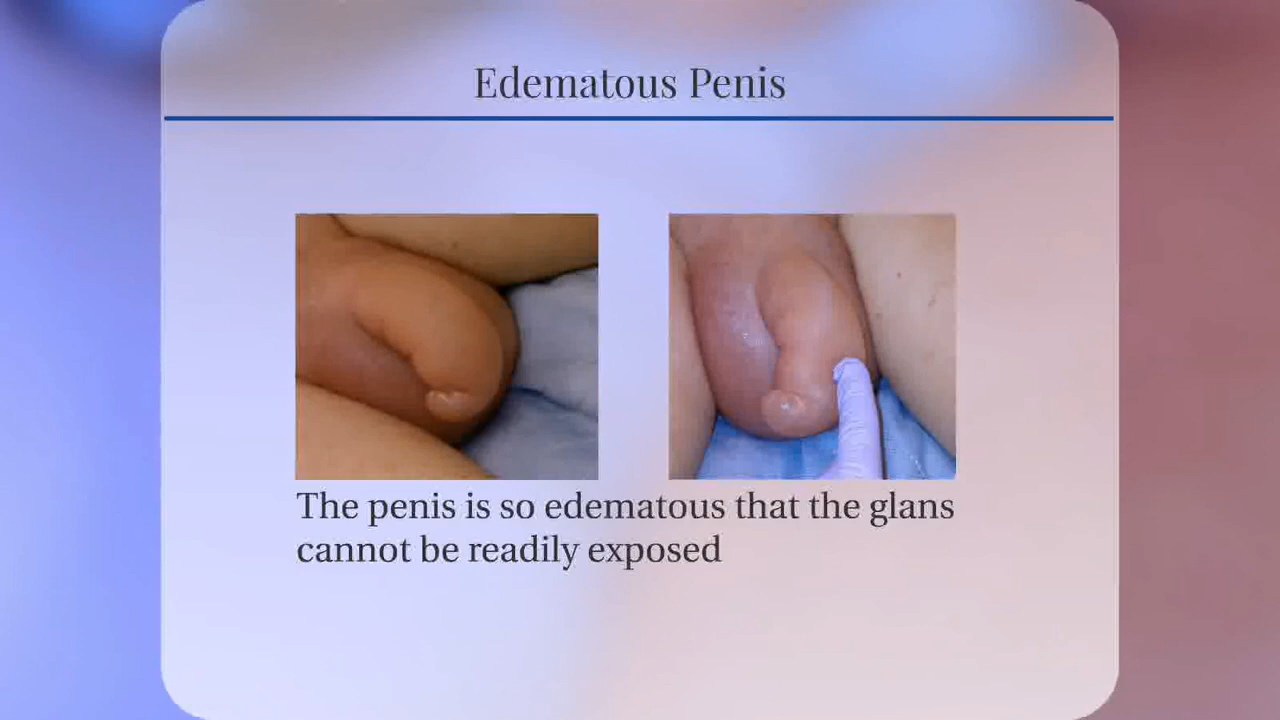 Edematous Penis
The penis is so edematous that the glans
cannot be readily exposed